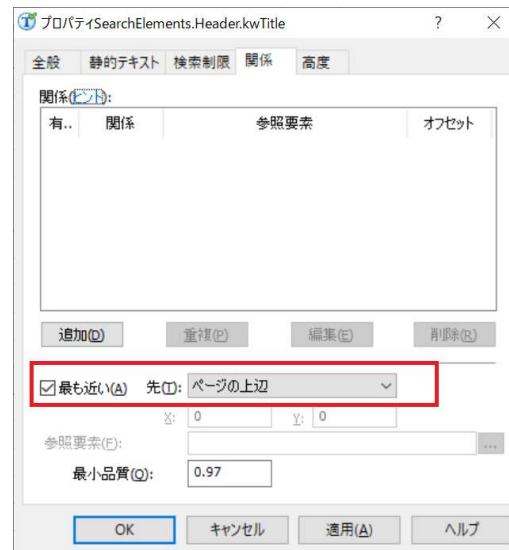 プロパティSearchElements.Header.kwTitle ? ×
全般 静的テキスト 検索制限 関係 高度
関係(ヒント):
有.. 関係 参照要素 オフセット
追加(D) 重複(P) 編集(E) 削除(R)
最も近い(A) 先(T): ページの上辺
X: 0 Y: 0
参照要素(F): ...
最小品質(Q): 0.97
OK キャンセル 適用(A) ヘルプ